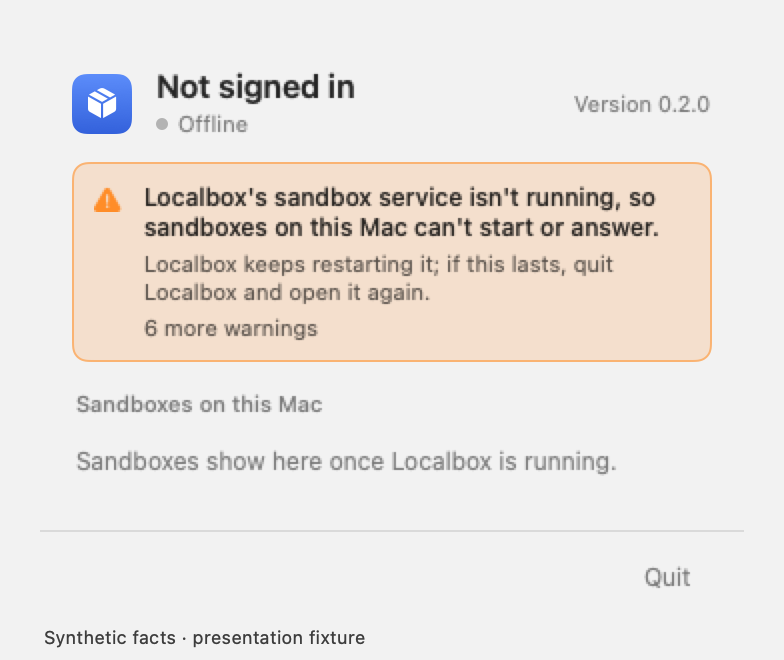 Not signed in
Offline
Version 0.2.0
Localbox's sandbox service isn't running, so
sandboxes on this Mac can't start or answer.
Localbox keeps restarting it; if this lasts, quit
Localbox and open it again.
6 more warnings
Sandboxes on this Mac
Sandboxes show here once Localbox is running.
Quit
Synthetic facts · presentation fixture